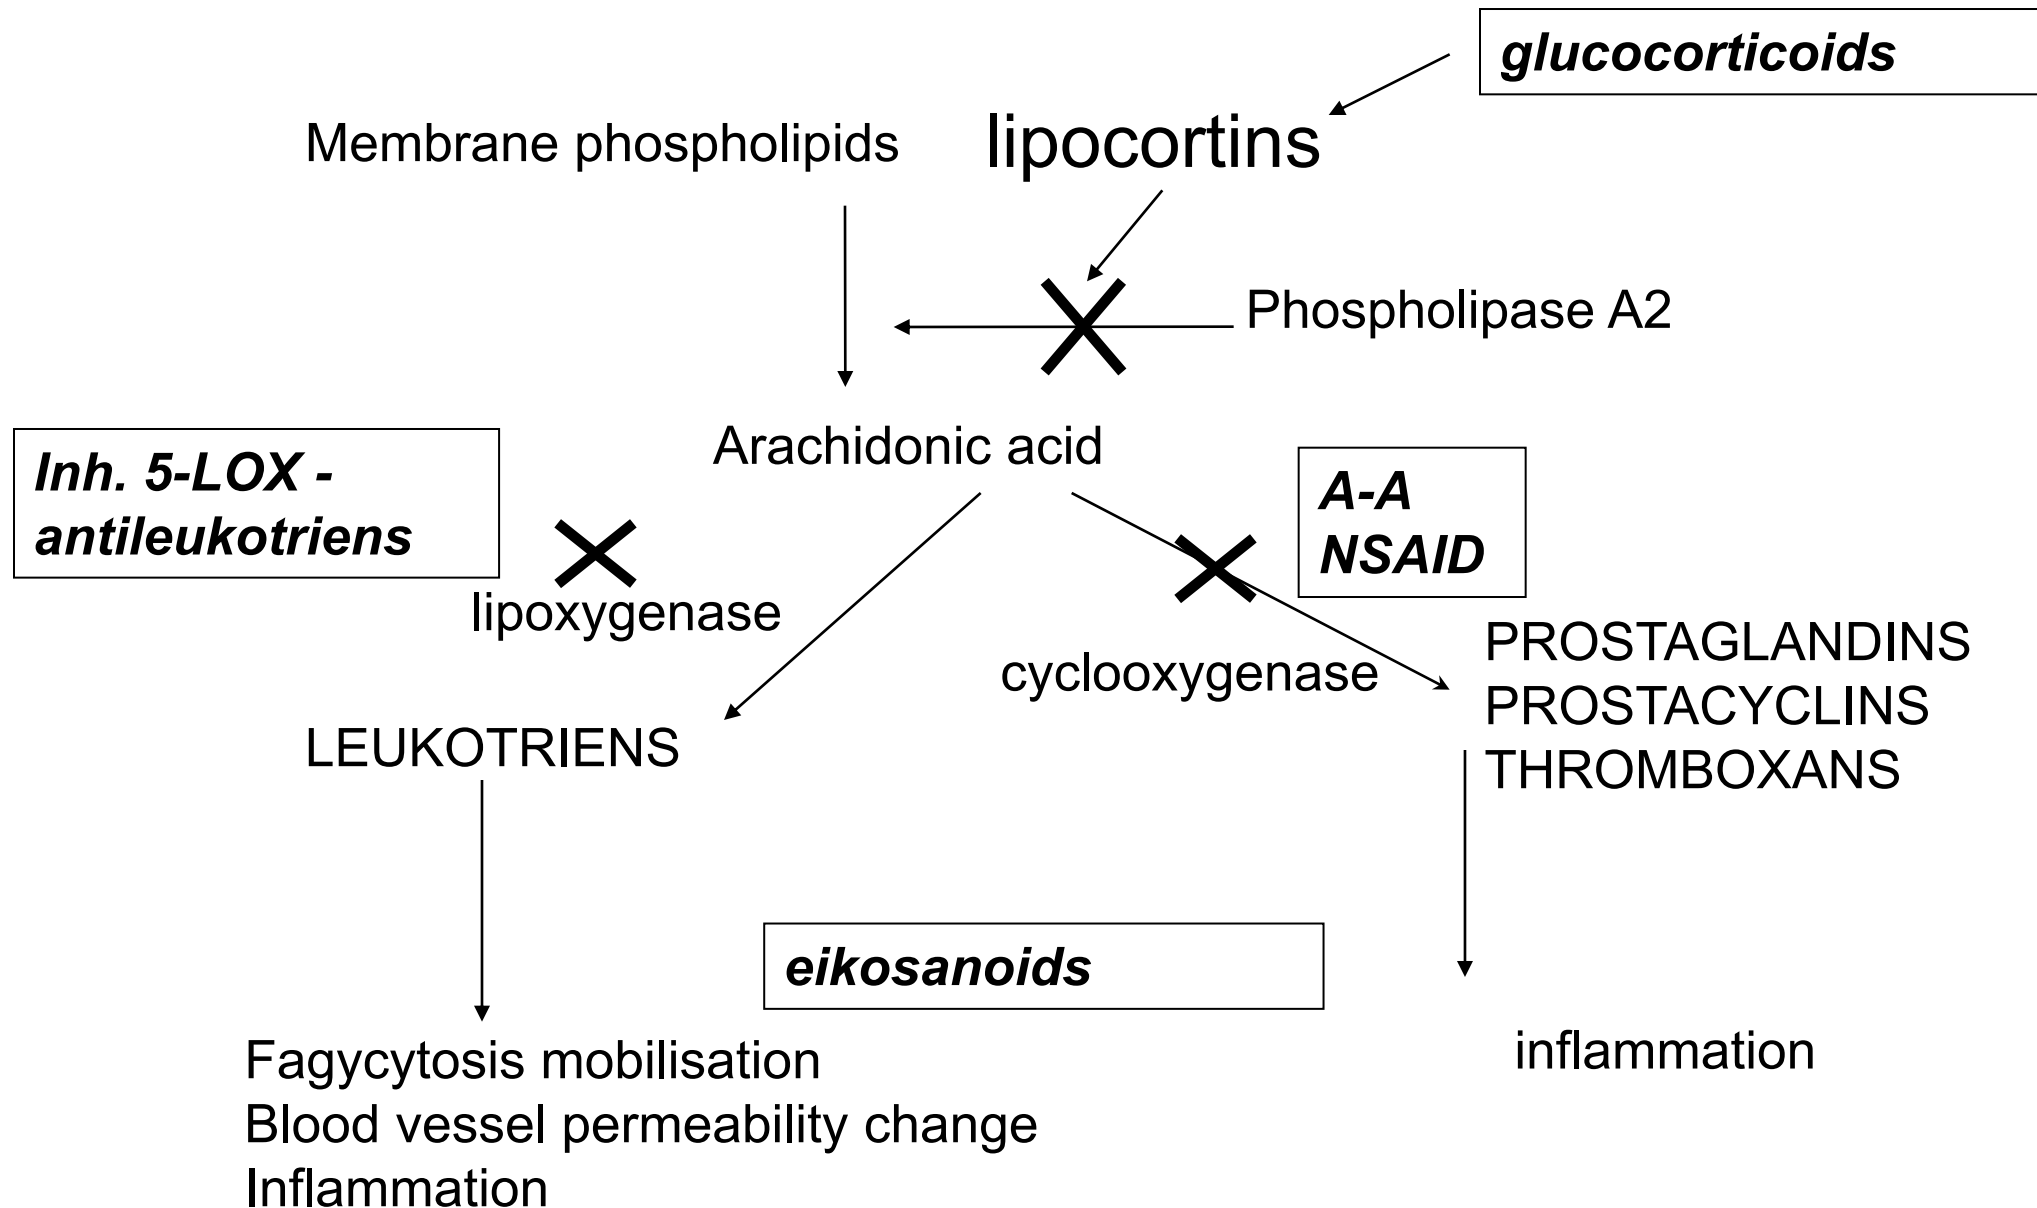 glucocorticoids
Membrane phospholipids
lipocortins
Phospholipase A2
Arachidonic acid
Inh. 5-LOX -
antileukotriens
A-A
NSAID
lipoxygenase
cyclooxygenase
PROSTAGLANDINS
PROSTACYCLINS
THROMBOXANS
LEUKOTRIENS
eikosanoids
Fagycytosis mobilisation
Blood vessel permeability change
Inflammation
inflammation